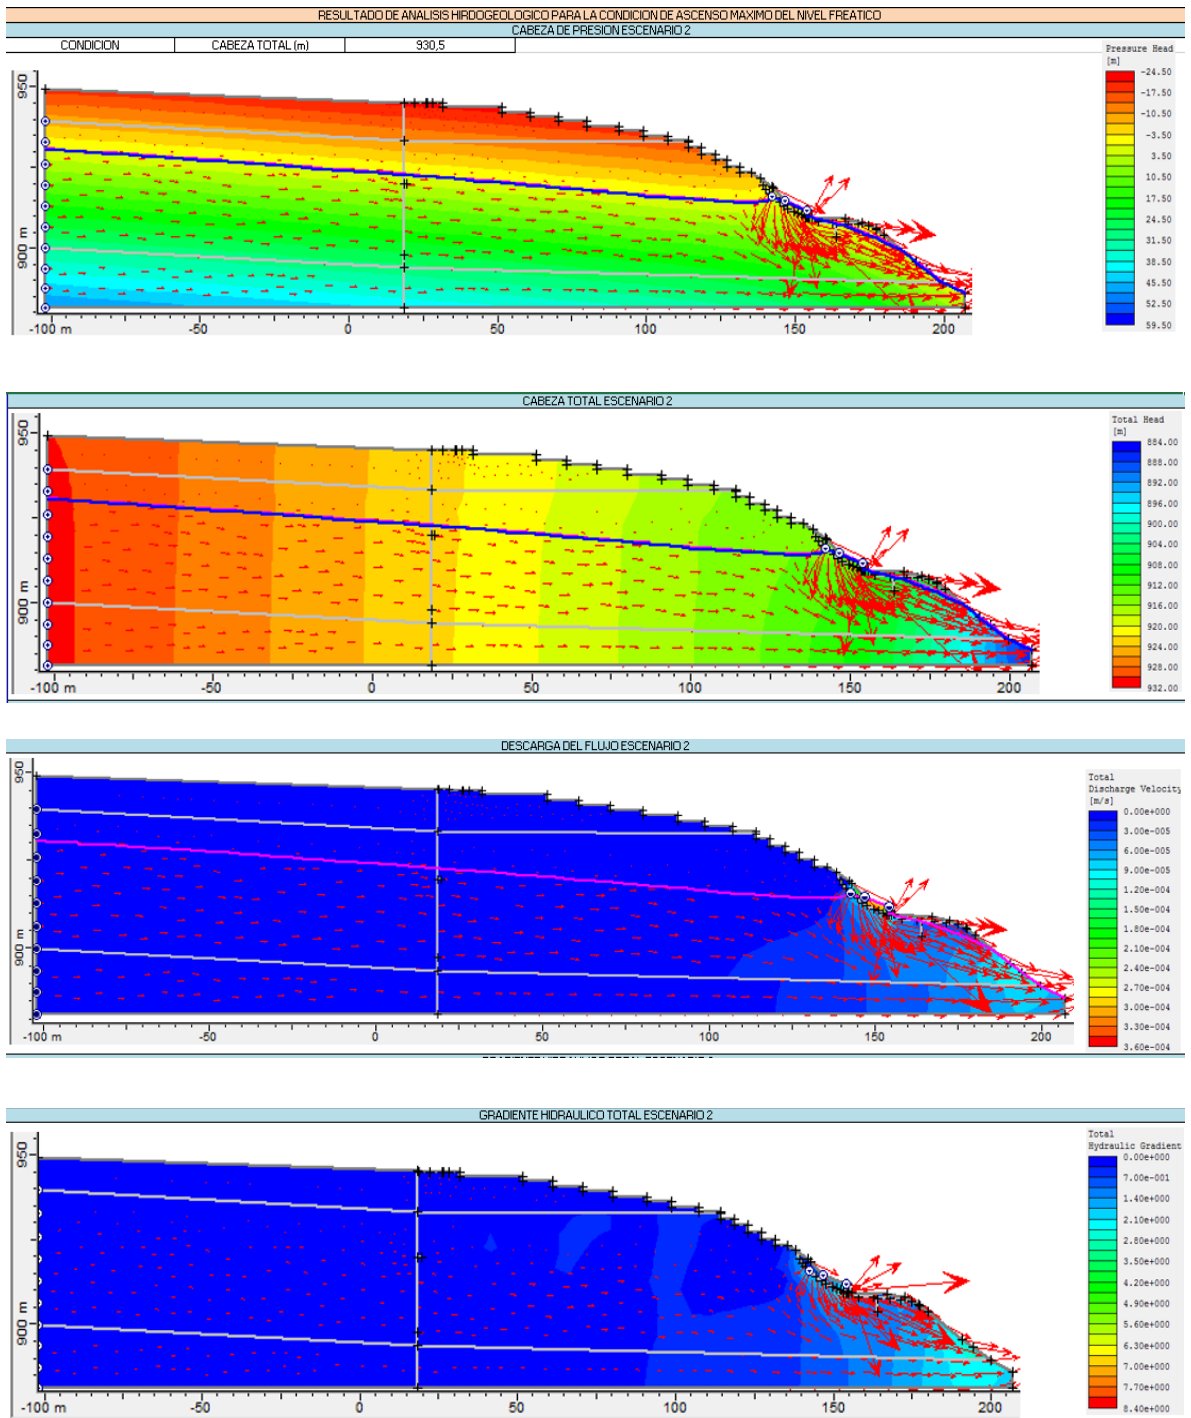 RESULTADO DE ANALISIS HIRDOGEOLOGICO PARA LA CONDICION DE ASCENSO MAXIMO DEL NIVEL FREATICO
CABEZA DE PRESION ESCENARIO 2
CONDICION CABEZA TOTAL (m) 930,5
Pressure Head
[m]
-24.50
-17.50
-10.50
-3.50
3.50
10.50
17.50
24.50
31.50
38.50
45.50
52.50
59.50
950
900 m
-100 m -50 0 50 100 150 200
CABEZA TOTAL ESCENARIO 2
Total Head
[m]
884.00
888.00
892.00
896.00
900.00
904.00
908.00
912.00
916.00
920.00
924.00
928.00
932.00
950
900 m
-100 m -50 0 50 100 150 200
DESCARGA DEL FLUJO ESCENARIO 2
Total
Discharge Velocity
[m/s]
0.00e+000
3.00e-005
6.00e-005
9.00e-005
1.20e-004
1.50e-004
1.80e-004
2.10e-004
2.40e-004
2.70e-004
3.00e-004
3.30e-004
3.60e-004
950
900 m
-100 m -50 0 50 100 150 200
GRADIENTE HIDRAULICO TOTAL ESCENARIO 2
Total
Hydraulic Gradient
0.00e+000
7.00e-001
1.40e+000
2.10e+000
2.80e+000
3.50e+000
4.20e+000
4.90e+000
5.60e+000
6.30e+000
7.00e+000
7.70e+000
8.40e+000
950
900 m
-100 m -50 0 50 100 150 200